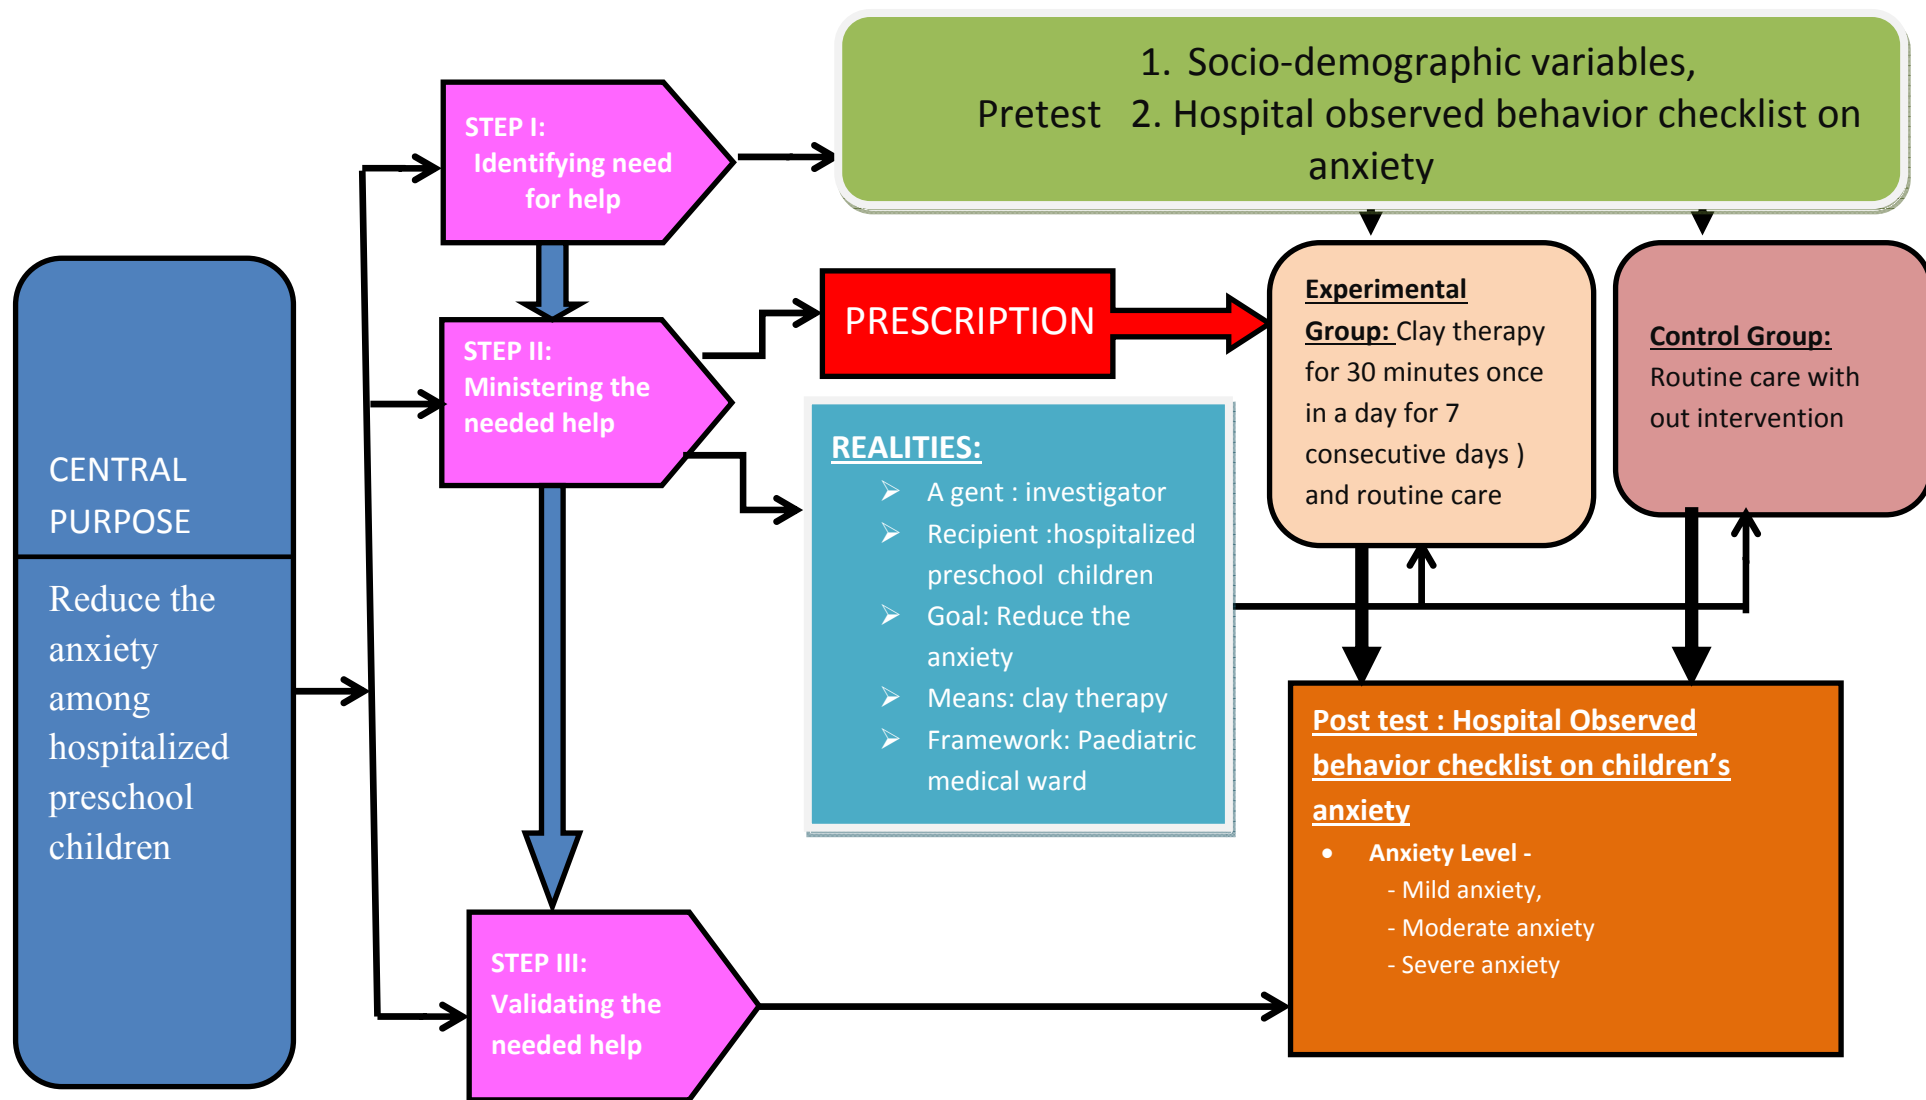 1. Socio-demographic variables,
Pretest 2. Hospital observed behavior checklist on
anxiety
STEP I:
Identifying need
for help
CENTRAL
PURPOSE
Reduce the
anxiety
among
hospitalized
preschool
children
STEP II:
Ministering the
needed help
PRESCRIPTION
Experimental
Group: Clay therapy
for 30 minutes once
in a day for 7
consecutive days )
and routine care
Control Group:
Routine care with
out intervention
REALITIES:
➢ A gent : investigator
➢ Recipient :hospitalized
preschool children
➢ Goal: Reduce the
anxiety
➢ Means: clay therapy
➢ Framework: Paediatric
medical ward
STEP III:
Validating the
needed help
Post test : Hospital Observed
behavior checklist on children’s
anxiety
• Anxiety Level -
- Mild anxiety,
- Moderate anxiety
- Severe anxiety